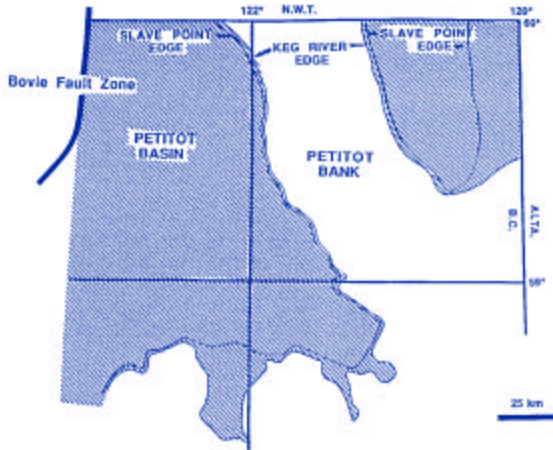 122° N.W.T. 120°
60°
SLAVE POINT
EDGE
KEG RIVER
EDGE
SLAVE POINT
EDGE
Bovie Fault Zone
PETITOT
BASIN
PETITOT
BANK
B.C.
ALTA.
59°
25 km